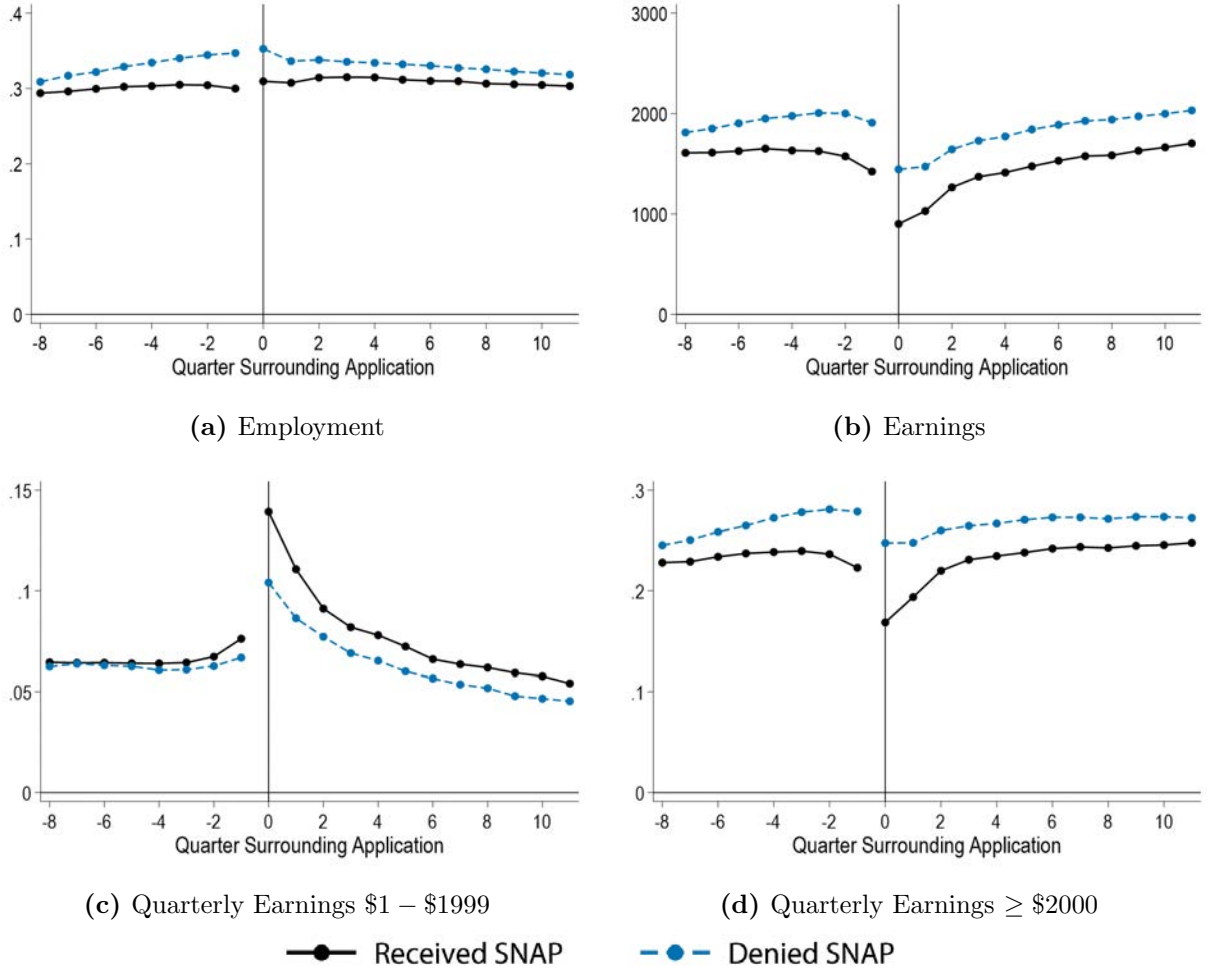 .4
.3
.2
.1
0
-8 -6 -4 -2 0 2 4 6 8 10
Quarter Surrounding Application
(a) Employment
3000
2000
1000
0
-8 -6 -4 -2 0 2 4 6 8 10
Quarter Surrounding Application
(b) Earnings
.15
.1
.05
0
-8 -6 -4 -2 0 2 4 6 8 10
Quarter Surrounding Application
(c) Quarterly Earnings $1 – $1999
.3
.2
.1
0
-8 -6 -4 -2 0 2 4 6 8 10
Quarter Surrounding Application
(d) Quarterly Earnings ≥ $2000
Received SNAP Denied SNAP